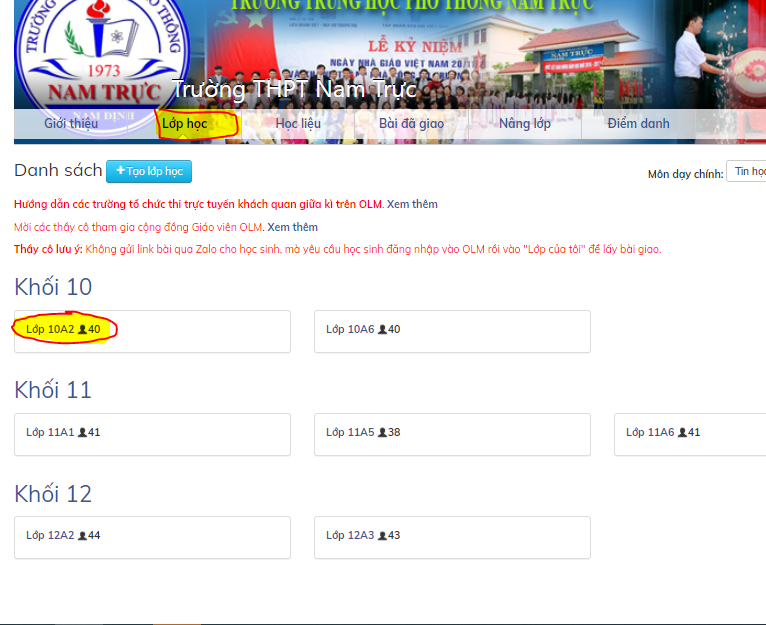 TRƯỜNG TRUNG HỌC PHỔ THÔNG NAM TRỰC
TRƯỜNG
PHỔ THÔNG
1973
NAM TRỰC
NAM ĐỊNH
LỄ KỶ NIỆM
NGÀY NHÀ GIÁO VIỆT NAM 20/11
NAM TRỰC
Trường THPT Nam Trực
Giới thiệu Lớp học Học liệu Bài đã giao Nâng lớp Điểm danh
Danh sách +Tạo lớp học Môn dạy chính: Tin học
Hướng dẫn các trường tổ chức thi trực tuyến khách quan giữa kì trên OLM. Xem thêm
Mời các thầy cô tham gia cộng đồng Giáo viên OLM. Xem thêm
Thầy cô lưu ý: Không gửi link bài qua Zalo cho học sinh, mà yêu cầu học sinh đăng nhập vào OLM rồi vào "Lớp của tôi" để lấy bài giao.
Khối 10
Lớp 10A2 40 Lớp 10A6 40
Khối 11
Lớp 11A1 41 Lớp 11A5 38 Lớp 11A6 41
Khối 12
Lớp 12A2 44 Lớp 12A3 43